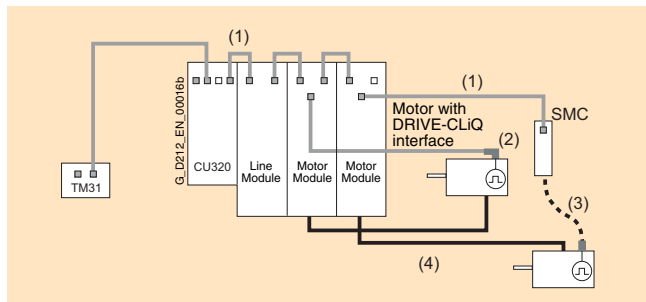 (1)
(1)
G_D212_EN_00016b
Motor with
DRIVE-CLiQ
interface
SMC
(2)
CU320
Line
Module
Motor
Module
Motor
Module
TM31
(3)
(4)